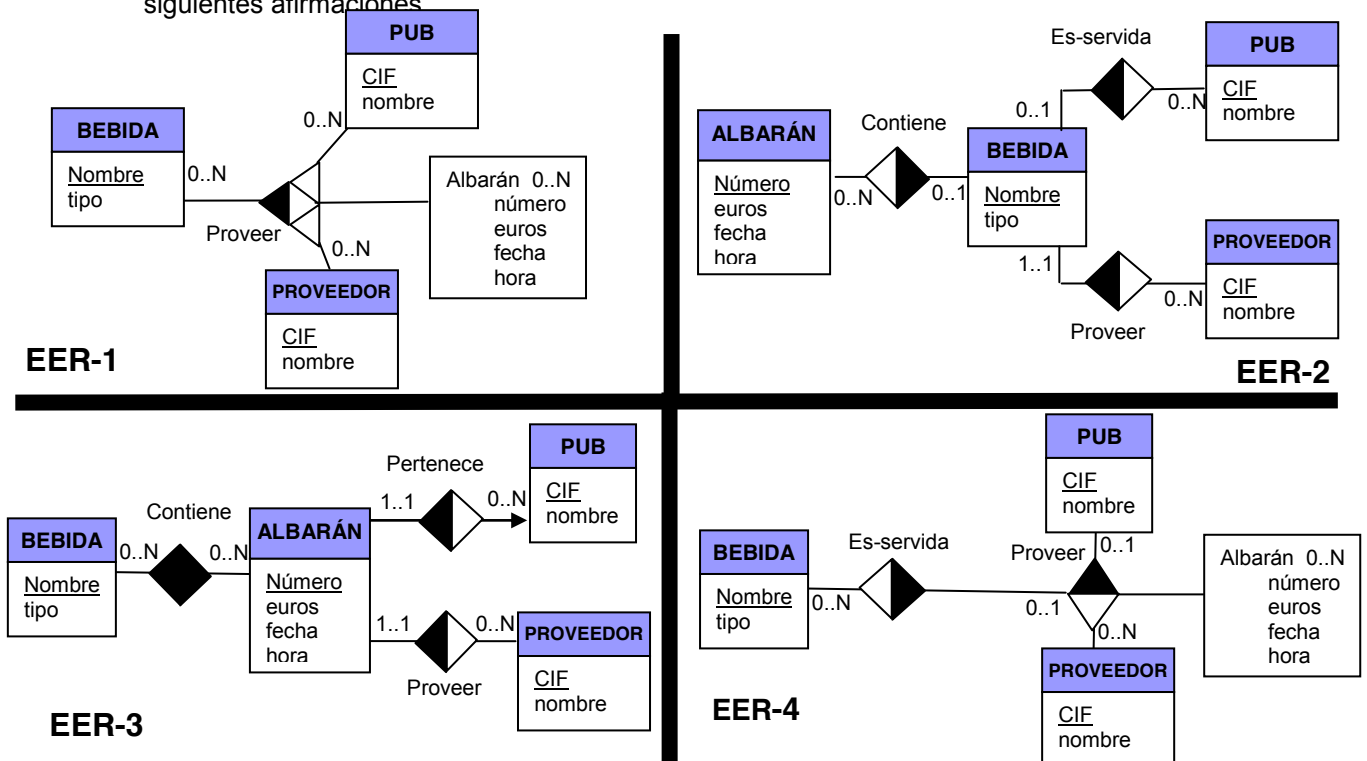 siguientes afirmaciones
PUB
CIF
nombre
0..N
BEBIDA
Nombre
tipo
0..N
Proveer
Albarán 0..N
número
euros
fecha
hora
0..N
PROVEEDOR
CIF
nombre
EER-1
Es-servida
PUB
CIF
nombre
0..1
0..N
ALBARÁN
Número
euros
fecha
hora
Contiene
0..N
0..1
BEBIDA
Nombre
tipo
1..1
0..N
Proveer
PROVEEDOR
CIF
nombre
EER-2
PUB
CIF
nombre
Pertenece
1..1
0..N
Contiene
BEBIDA
Nombre
tipo
0..N
0..N
ALBARÁN
Número
euros
fecha
hora
1..1
0..N
Proveer
PROVEEDOR
CIF
nombre
EER-3
PUB
CIF
nombre
Proveer
0..1
BEBIDA
Nombre
tipo
Es-servida
0..N
0..1
Albarán 0..N
número
euros
fecha
hora
0..N
PROVEEDOR
CIF
nombre
EER-4